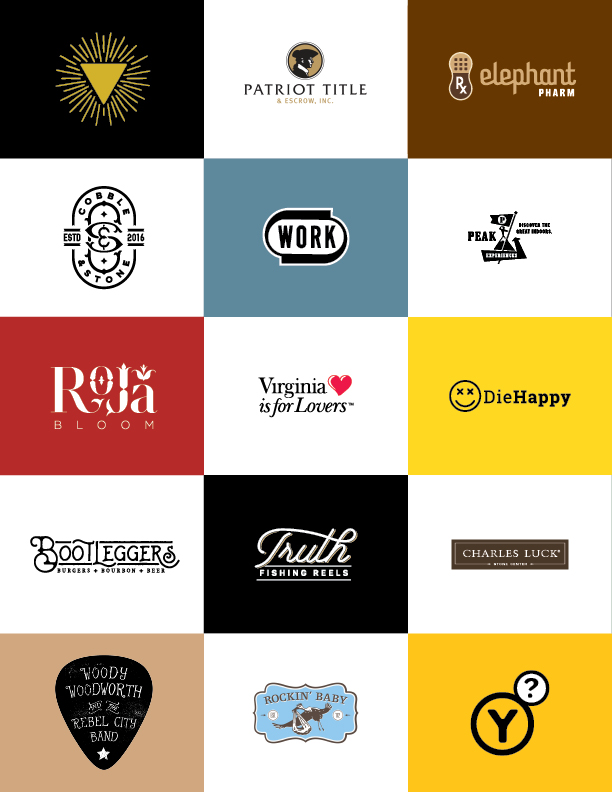 PATRIOT TITLE
& ESCROW, INC.
Rx
elephant
PHARM
COBBLE
ESTD
2016
& STONE
WORK
P
PEAK
DISCOVER THE
GREAT INDOORS.
EXPERIENCES
Roja
BLOOM
Virginia
is for Lovers™
DieHappy
BOOTLEGGERS
BURGERS + BOURBON + BEER
Truth
FISHING REELS
CHARLES LUCK®
WOODY
WOODWORTH
AND THE
REBEL CITY
BAND
ROCKIN' BABY
Y
?